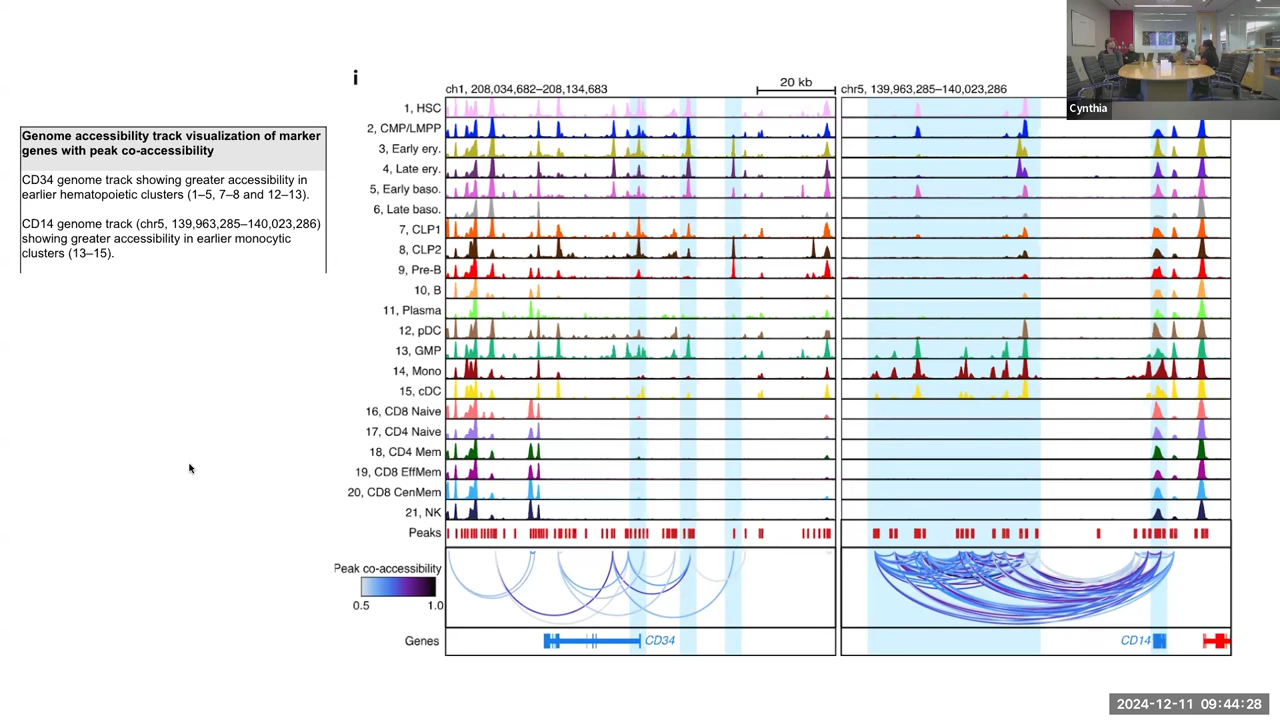 i
ch1, 208,034,682–208,134,683
20 kb
chr5, 139,963,285–140,023,286
Cynthia
Genome accessibility track visualization of marker
genes with peak co-accessibility
CD34 genome track showing greater accessibility in
earlier hematopoietic clusters (1–5, 7–8 and 12–13).
CD14 genome track (chr5, 139,963,285–140,023,286)
showing greater accessibility in earlier monocytic
clusters (13–15).
1, HSC
2, CMP/LMPP
3, Early ery.
4, Late ery.
5, Early baso.
6, Late baso.
7, CLP1
8, CLP2
9, Pre-B
10, B
11, Plasma
12, pDC
13, GMP
14, Mono
15, cDC
16, CD8 Naive
17, CD4 Naive
18, CD4 Mem
19, CD8 EffMem
20, CD8 CenMem
21, NK
Peaks
Peak co-accessibility
0.5 1.0
Genes
CD34
CD14
2024-12-11 09:44:28